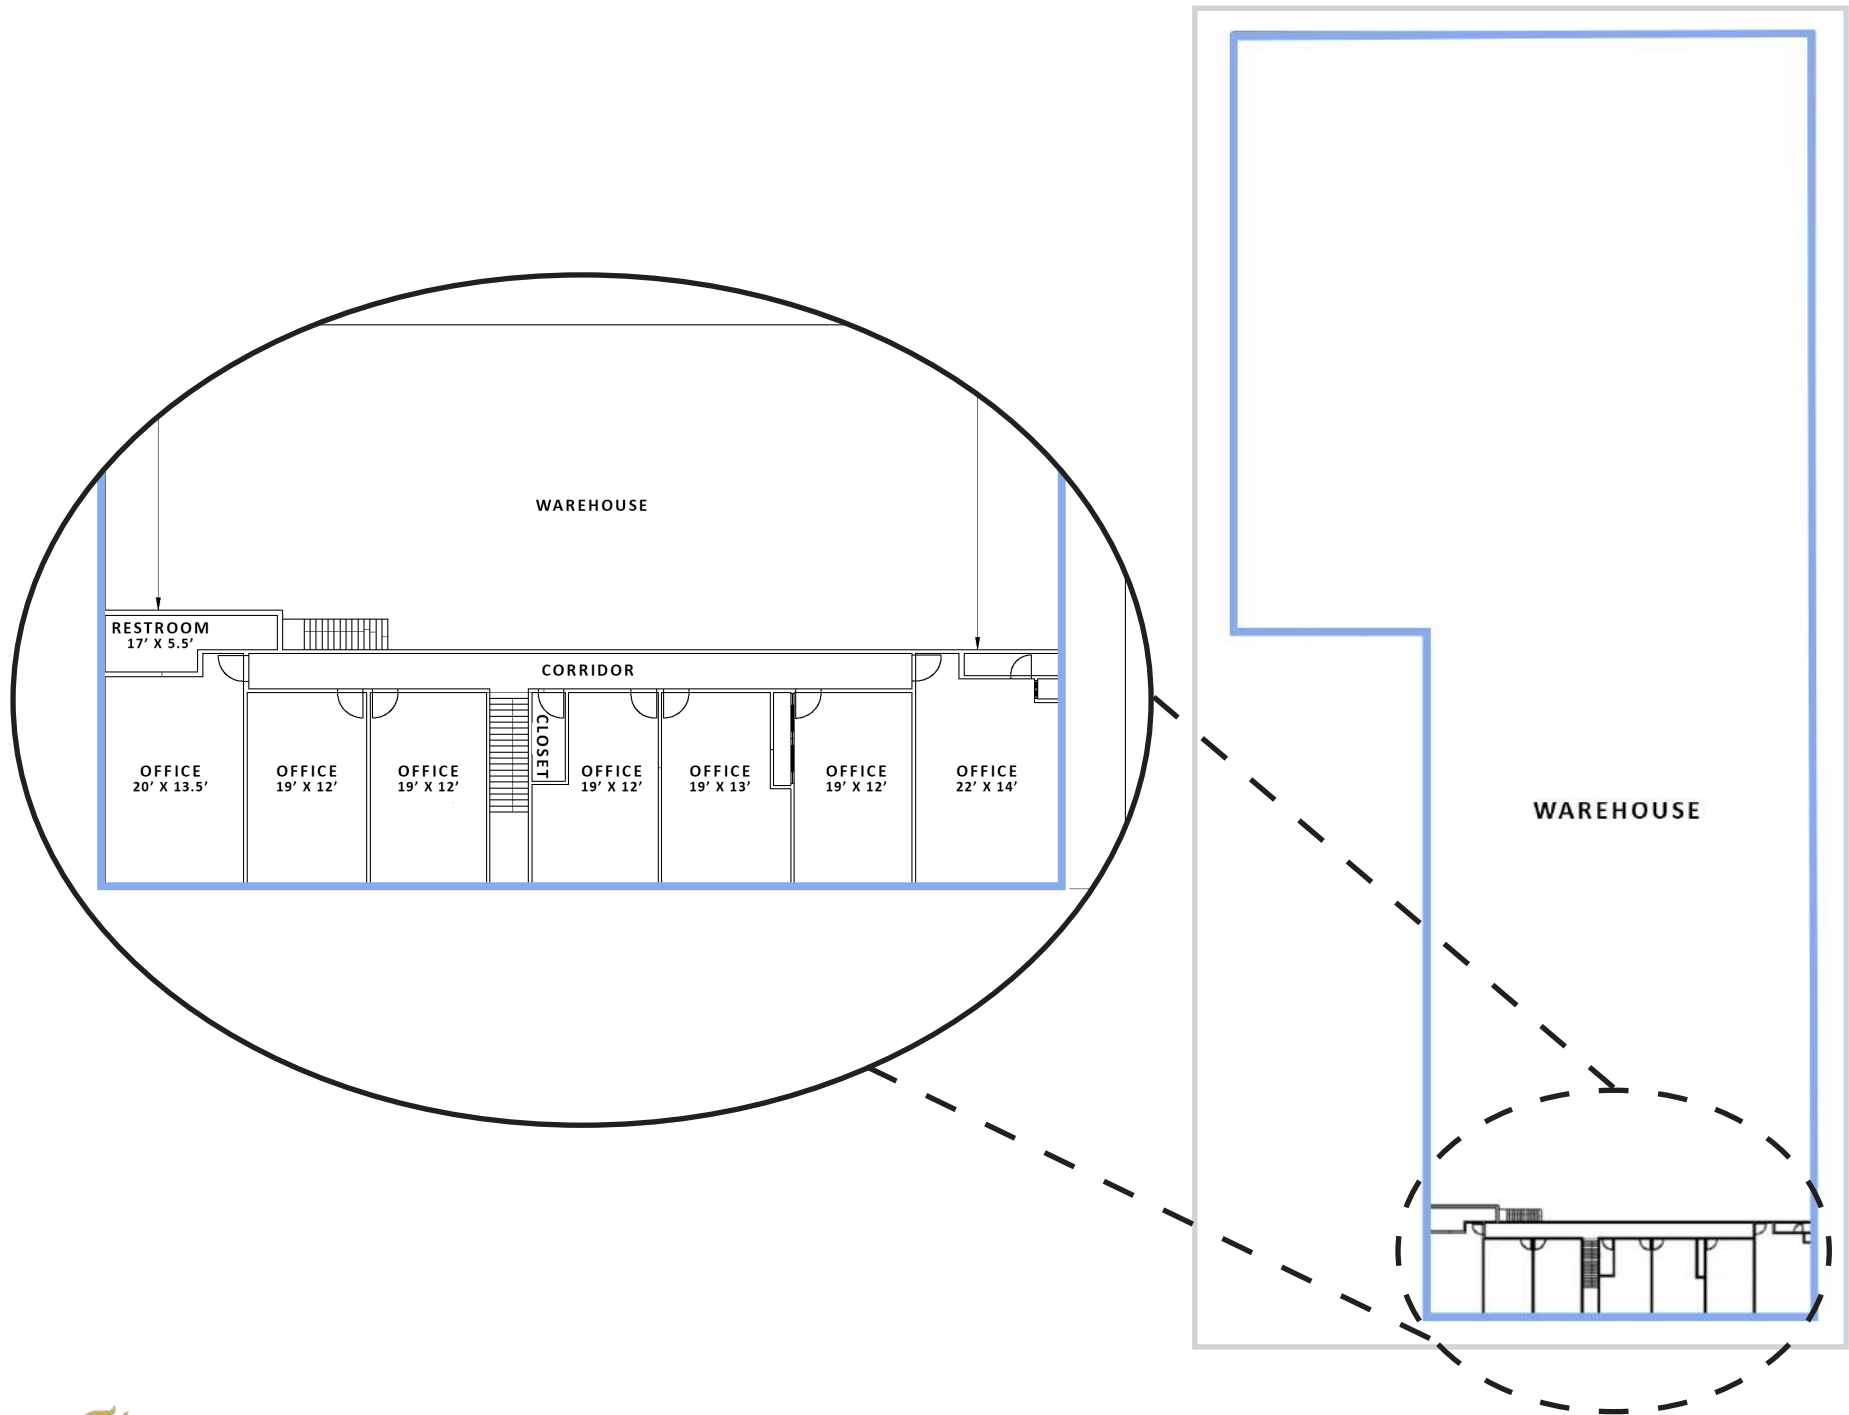 WAREHOUSE
RESTROOM
17’ X 5.5’
CORRIDOR
CLOSET
OFFICE
20’ X 13.5’
OFFICE
19’ X 12’
OFFICE
19’ X 12’
OFFICE
19’ X 12’
OFFICE
19’ X 13’
OFFICE
19’ X 12’
OFFICE
22’ X 14’
WAREHOUSE